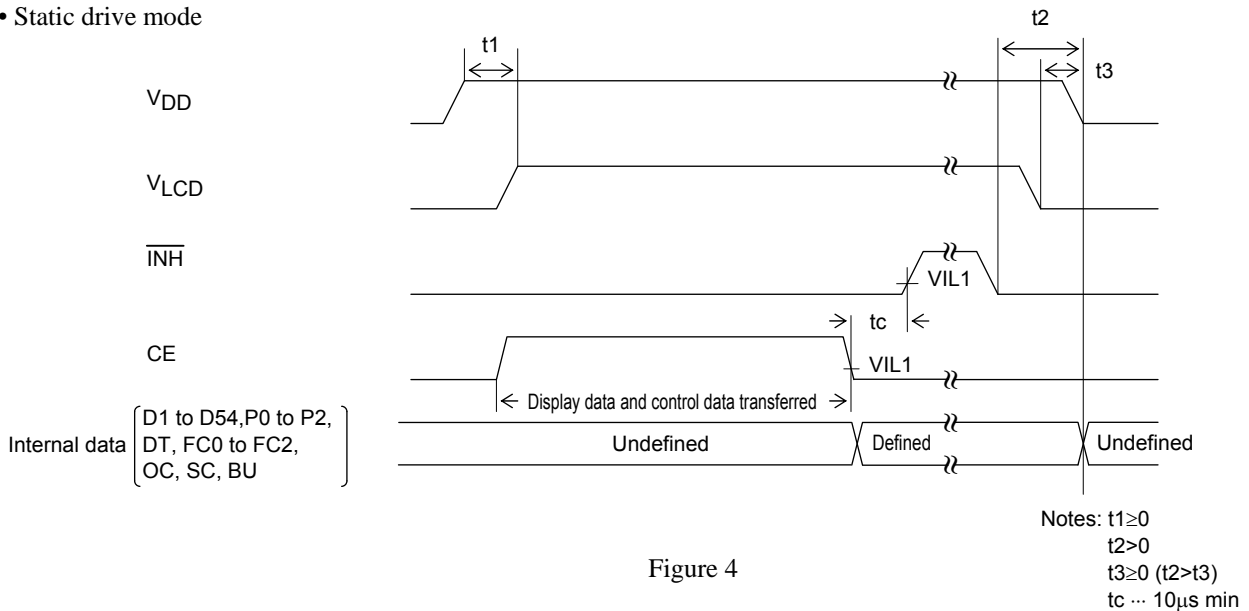 • Static drive mode
t2
t1
t3
VDD
VLCD
INH
VIL1
tc
CE
VIL1
Display data and control data transferred
Internal data
D1 to D54,P0 to P2,
DT, FC0 to FC2,
OC, SC, BU
Undefined
Defined
Undefined
Notes: t1≥0
t2>0
t3≥0 (t2>t3)
tc ··· 10μs min
Figure 4